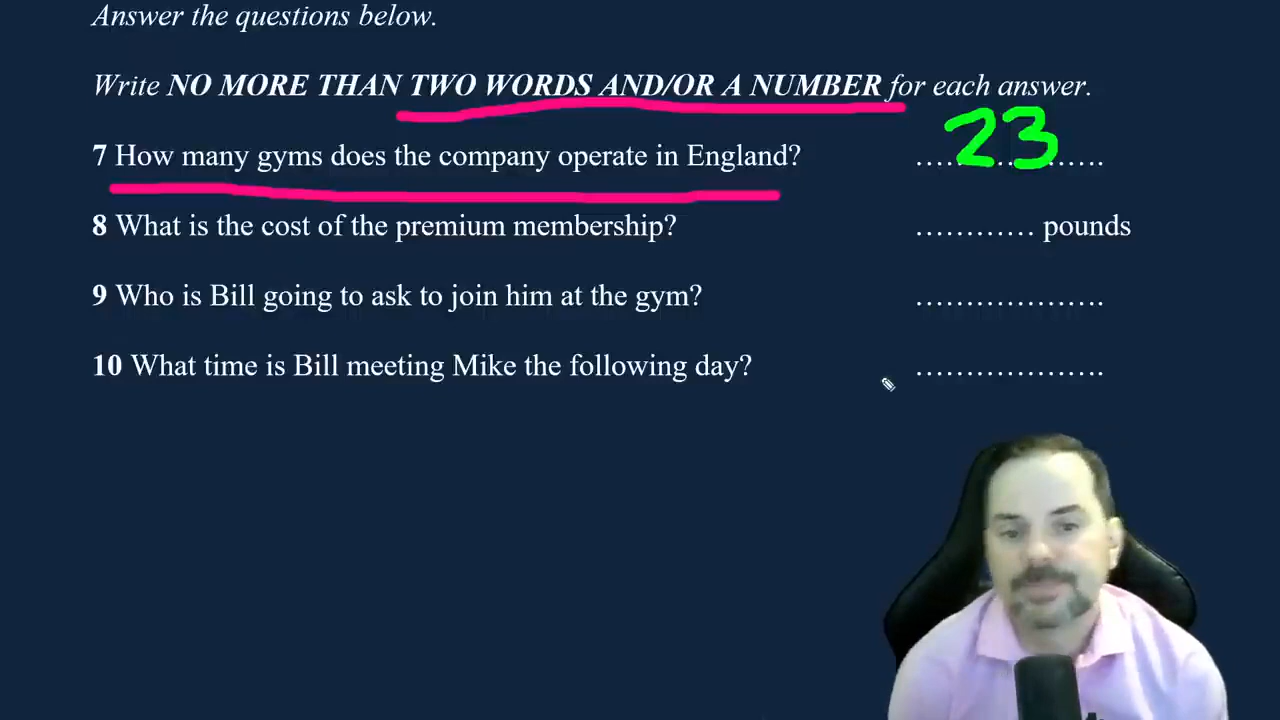 Answer the questions below.
Write NO MORE THAN TWO WORDS AND/OR A NUMBER for each answer.
7 How many gyms does the company operate in England? ....23....
8 What is the cost of the premium membership? ………… pounds
9 Who is Bill going to ask to join him at the gym? ……………….
10 What time is Bill meeting Mike the following day? ……………….